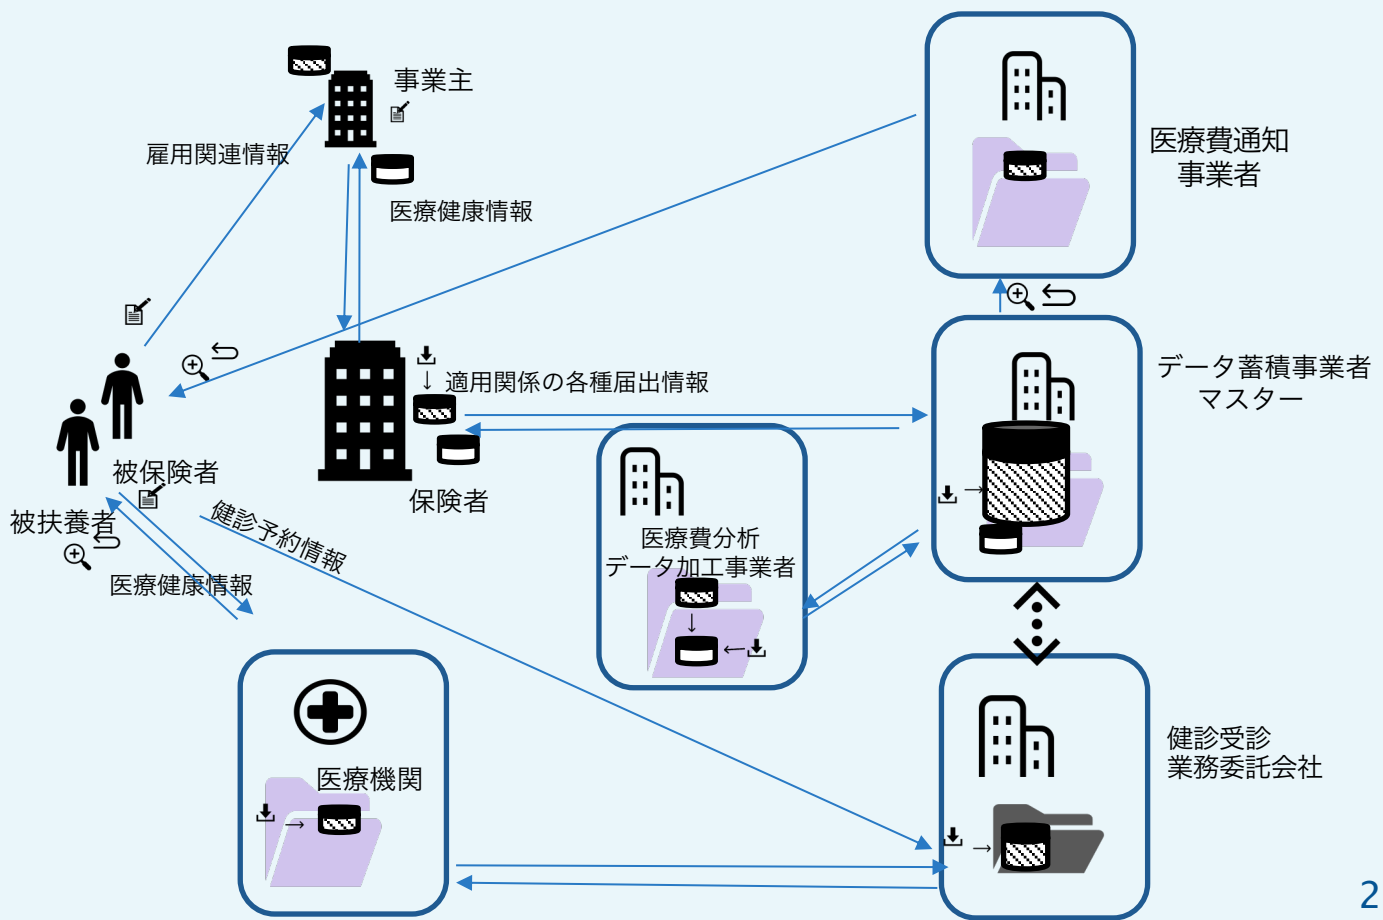 事業主
雇用関連情報
医療健康情報
医療費通知
事業者
適用関係の各種届出情報
データ蓄積事業者
マスター
被保険者
被扶養者
保険者
健診予約情報
医療費分析
データ加工事業者
医療健康情報
医療機関
健診受診
業務委託会社
2